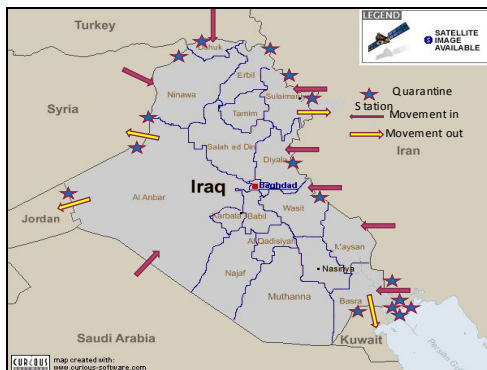 Turkey
LEGEND
SATELLITE
IMAGE
AVAILABLE
Dahuk
Erbil
Ninawa
Quarantine
Station
Movement in
Movement out
Syria
Tamim
Iran
Salah ad Din
Diyala
Iraq
Baghdad
Al Anbar
Wasit
Jordan
Karbala
Babil
Al Qadisiyah
Maysan
Najaf
Nasiriya
Muthanna
Basra
Saudi Arabia
Kuwait
Persian Gulf
CURIOUS
map created with:
www.curious-software.com